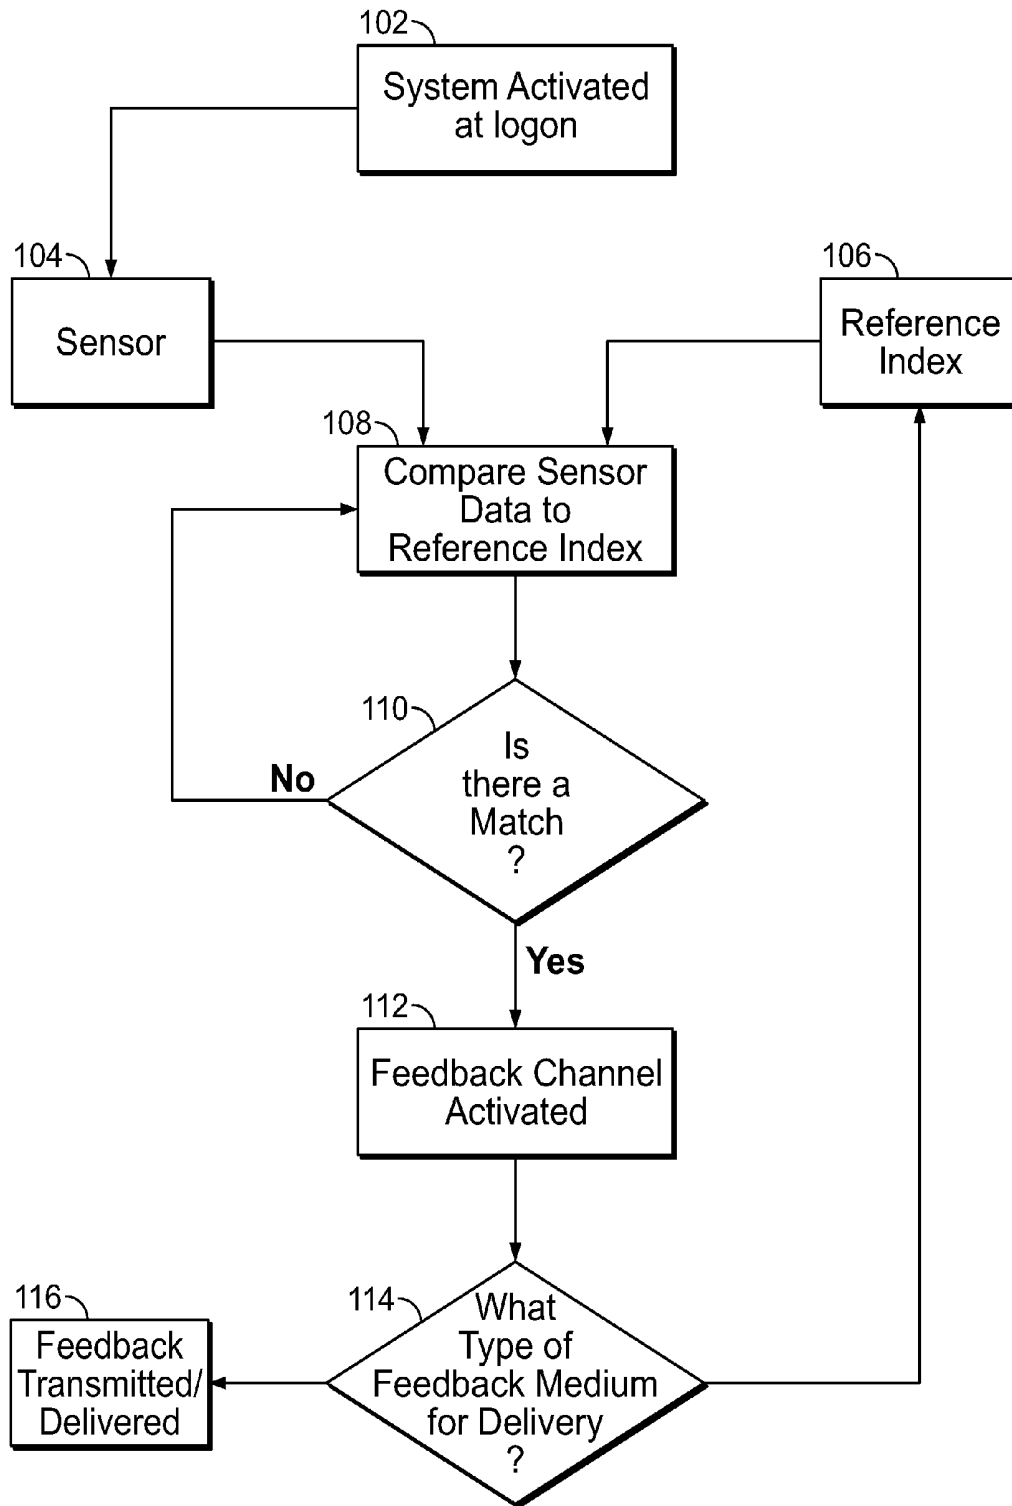 102
System Activated
at logon
104
Sensor
106
Reference
Index
108
Compare Sensor
Data to
Reference Index
110
Is
there a
Match
?
No
Yes
112
Feedback Channel
Activated
114
What
Type of
Feedback Medium
for Delivery
?
116
Feedback
Transmitted/
Delivered